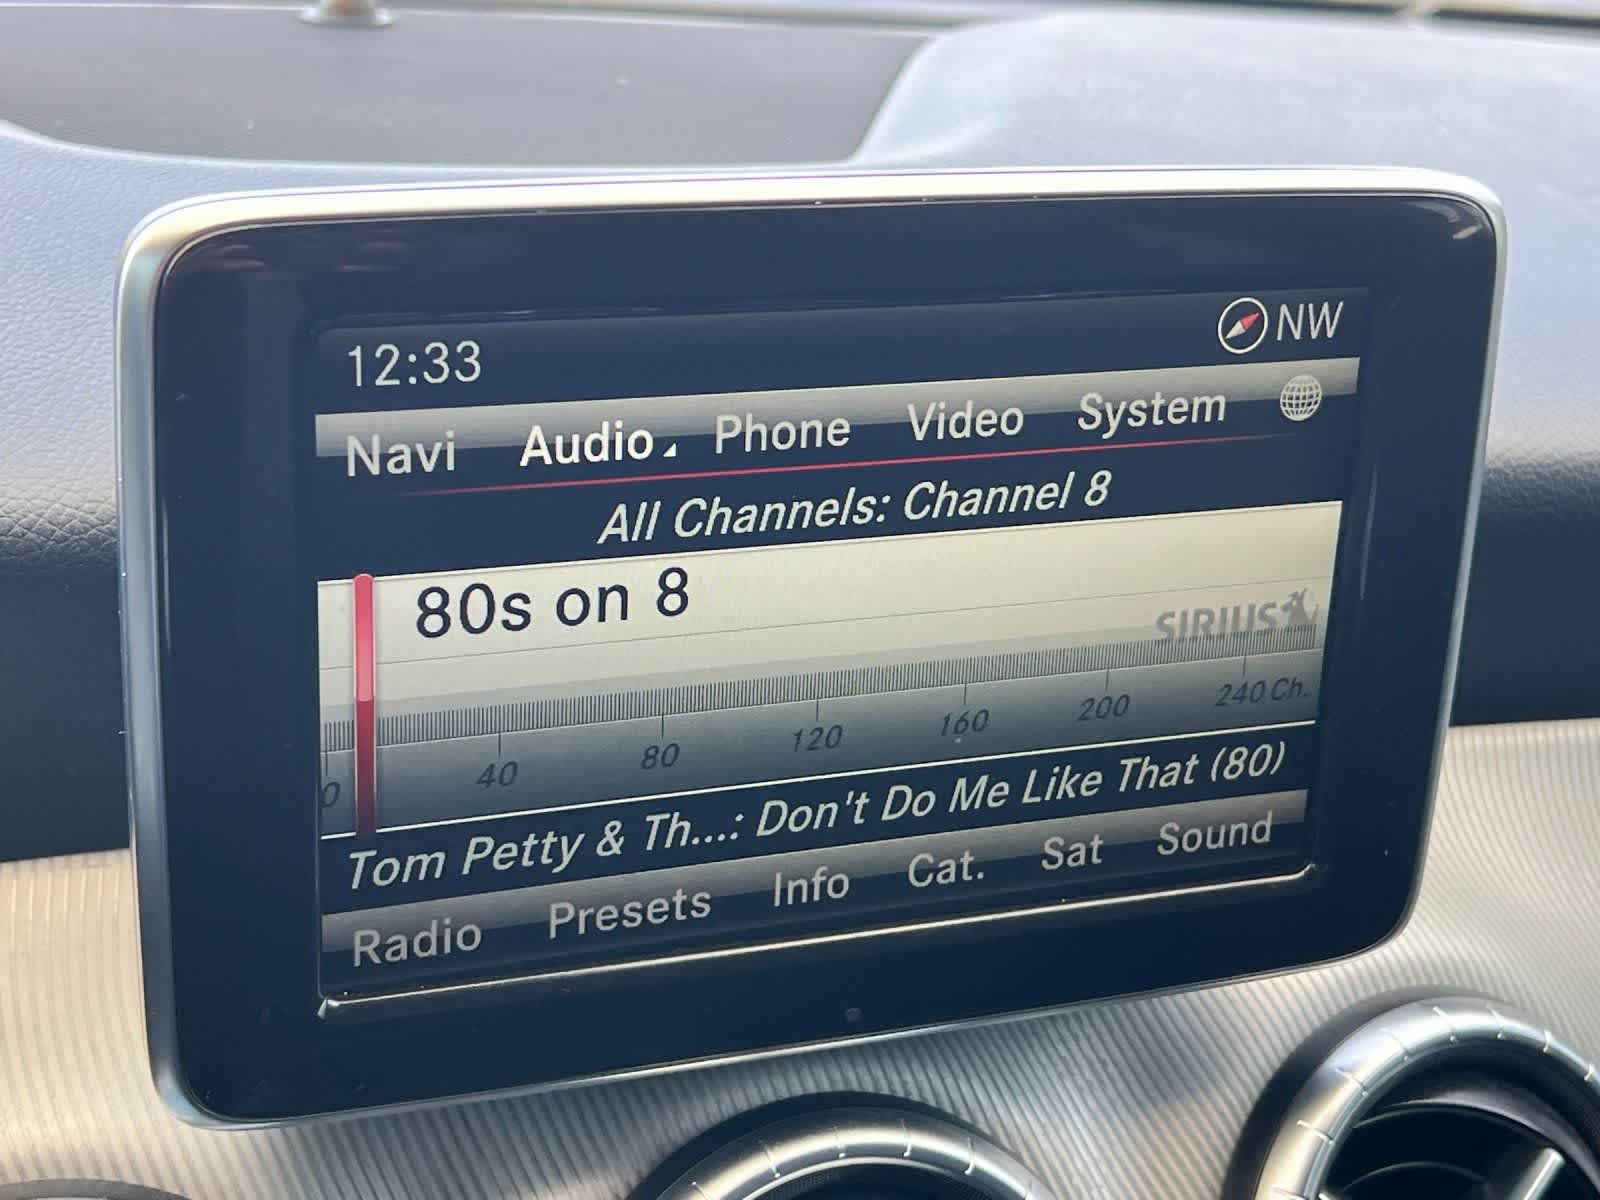 12:33 NW
Navi Audio Phone Video System
All Channels: Channel 8
80s on 8
SIRIUS
0 40 80 120 160 200 240 Ch.
Tom Petty & Th...: Don't Do Me Like That (80)
Radio Presets Info Cat. Sat Sound